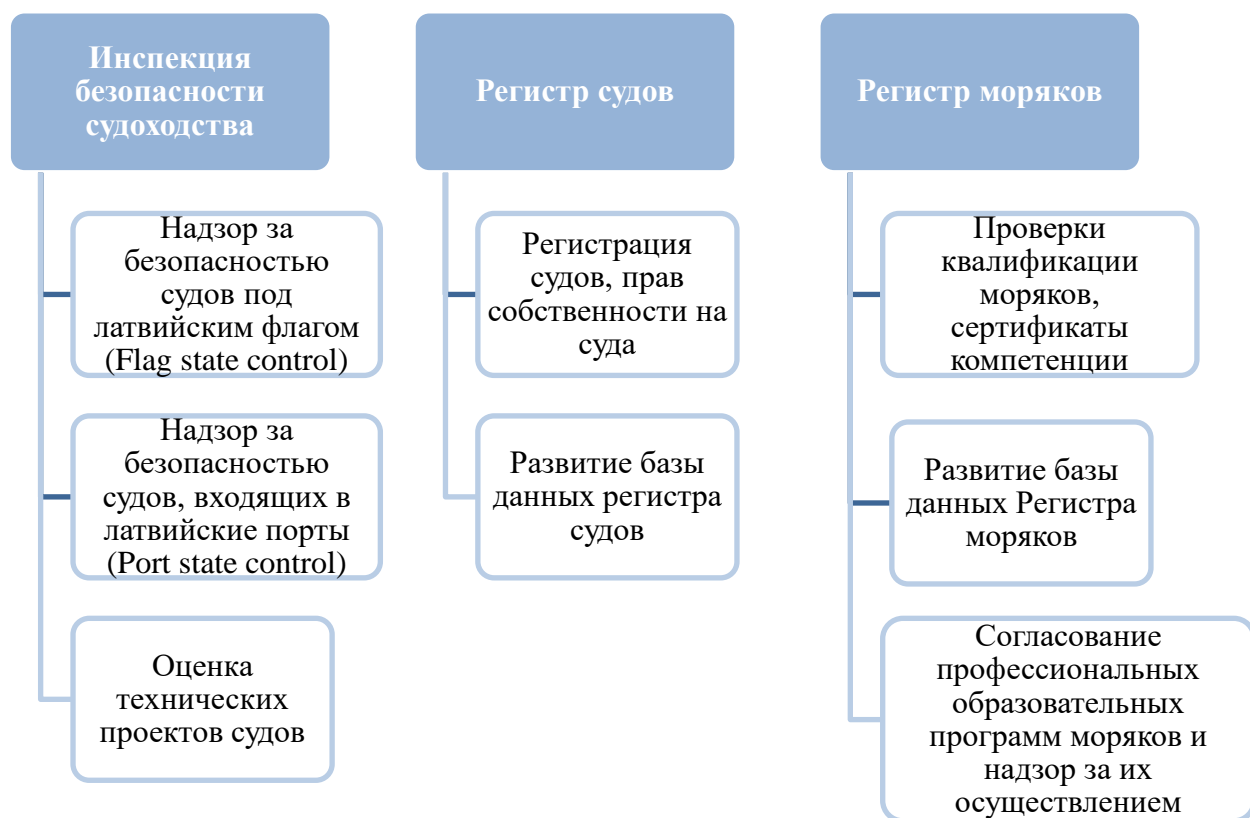 Инспекция
безопасности
судоходства
Надзор за
безопасностью
судов под
латвийским флагом
(Flag state control)
Надзор за
безопасностью
судов, входящих в
латвийские порты
(Port state control)
Оценка
технических
проектов судов
Регистр судов
Регистрация
судов, прав
собственности на
суда
Развитие базы
данных регистра
судов
Регистр моряков
Проверки
квалификации
моряков,
сертификаты
компетенции
Развитие базы
данных Регистра
моряков
Согласование
профессиональных
образовательных
программ моряков и
надзор за их
осуществлением